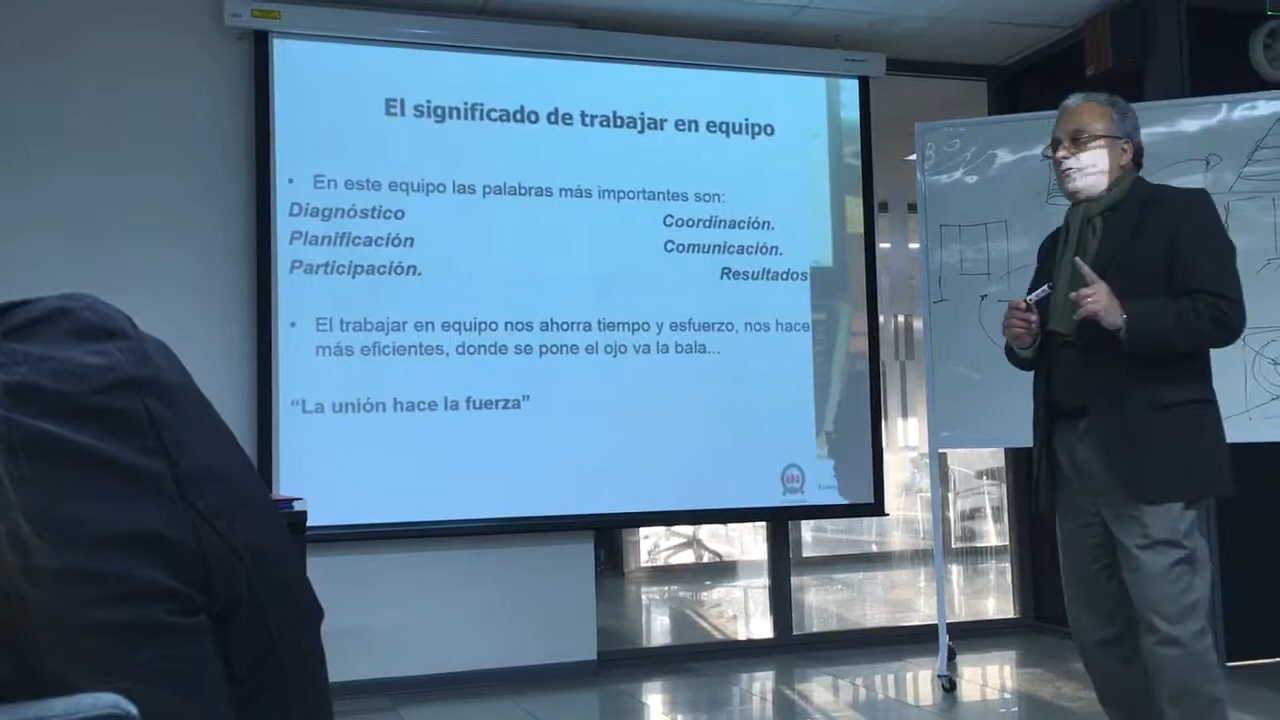 El significado de trabajar en equipo
• En este equipo las palabras más importantes son:
Diagnóstico Coordinación.
Planificación Comunicación.
Participación. Resultados
• El trabajar en equipo nos ahorra tiempo y esfuerzo, nos hace
más eficientes, donde se pone el ojo va la bala...
“La unión hace la fuerza”